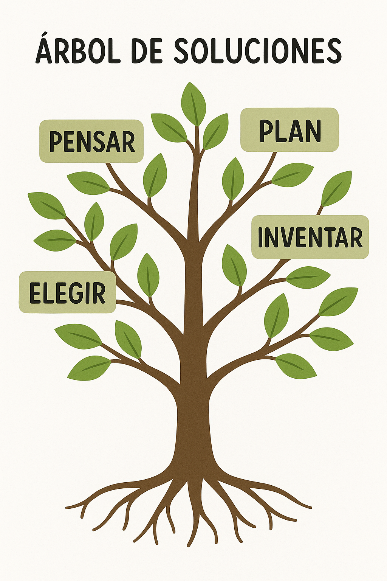 ÁRBOL DE SOLUCIONES
PENSAR
PLAN
INVENTAR
ELEGIR